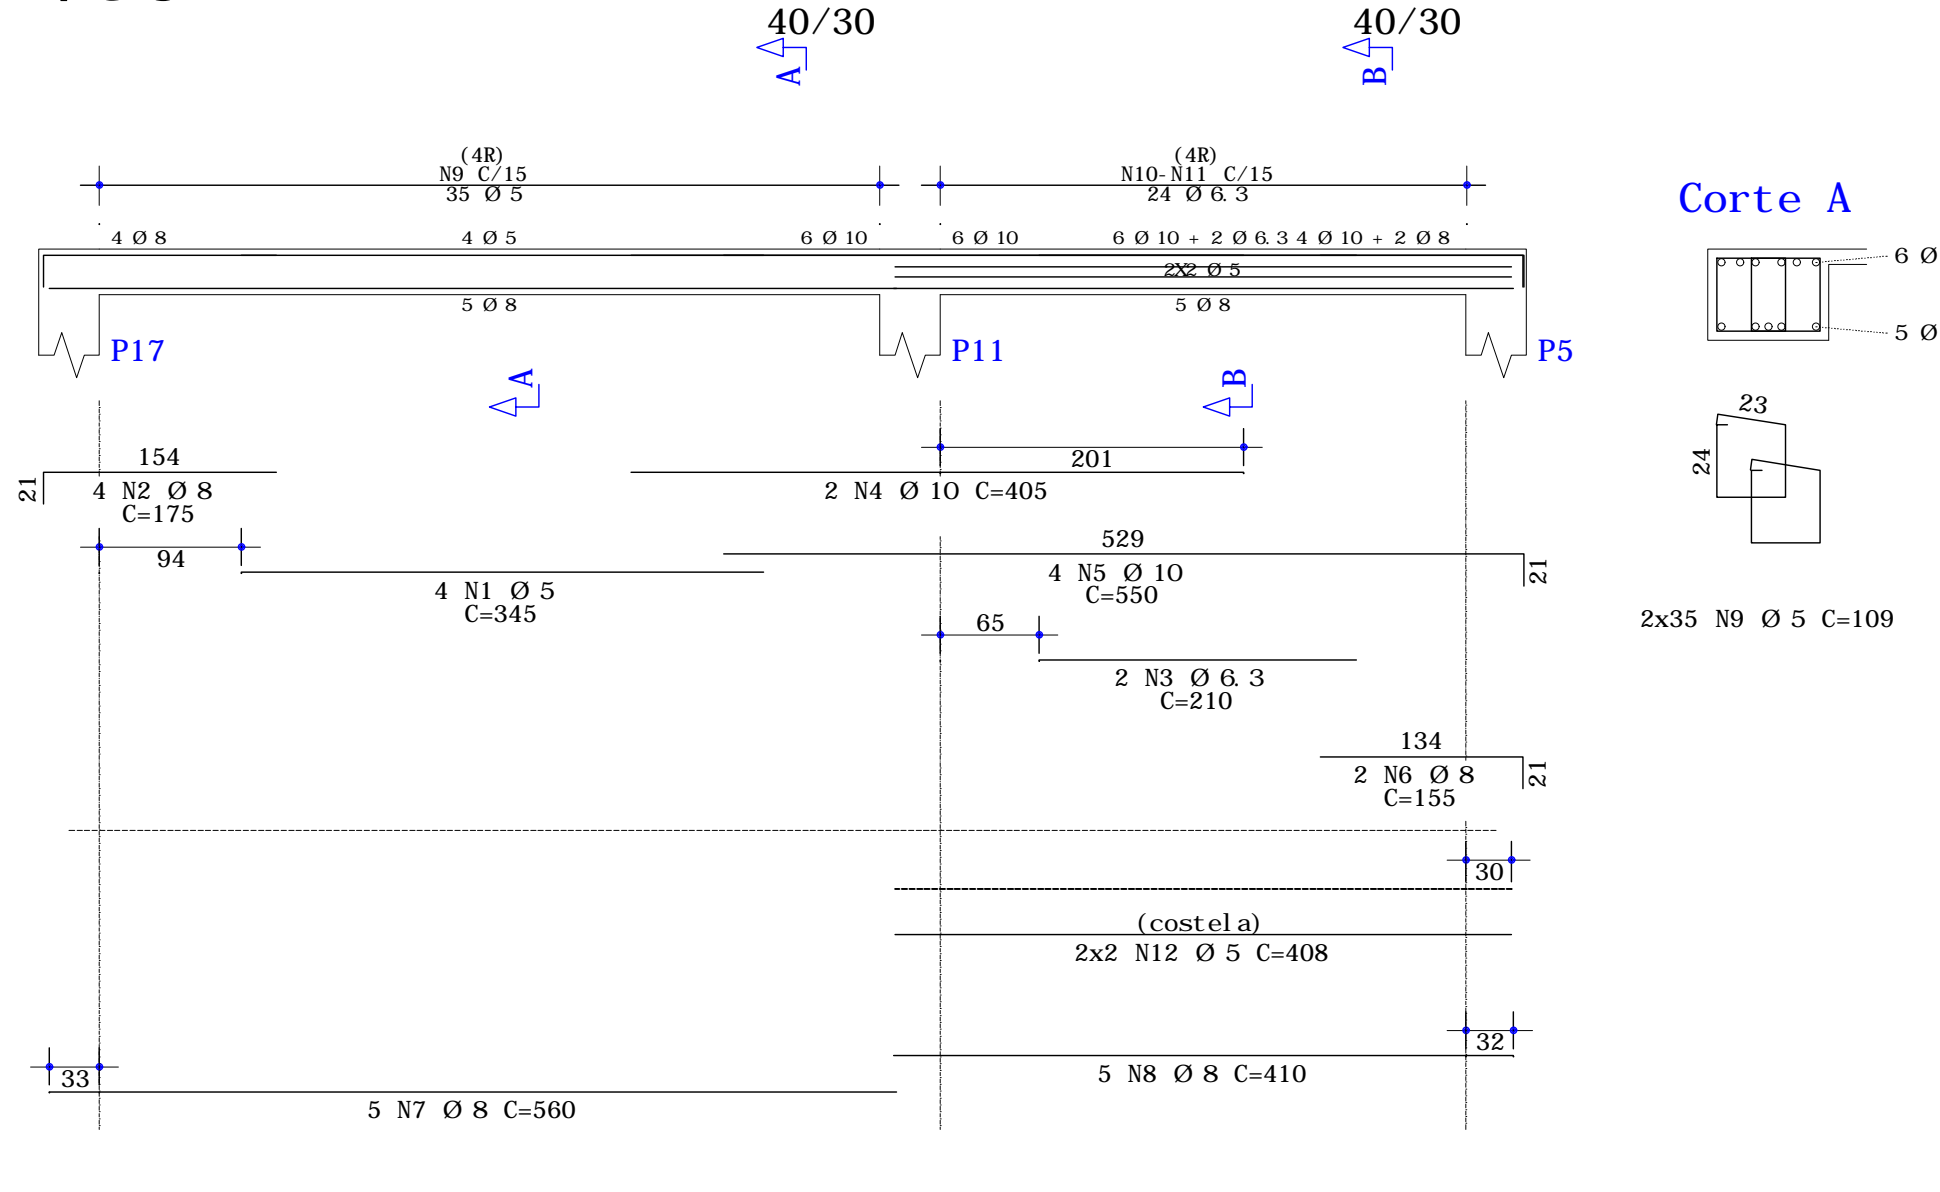 40/30 40/30
A B
(4R) (4R)
N9 C/15 N10-N11 C/15
35 Ø 5 24 Ø 6.3
Corte A
4 Ø 8 4 Ø 5 6 Ø 10 6 Ø 10 6 Ø 10 + 2 Ø 6.3 4 Ø 10 + 2 Ø 8
6 Ø
2X2 Ø 5
5 Ø 8 5 Ø 8
5 Ø
P17 P11 P5
A B
23
24
154 201
21
4 N2 Ø 8 2 N4 Ø 10 C=405
C=175
94 529
4 N5 Ø 10
21
4 N1 Ø 5 C=550
C=345
65
2x35 N9 Ø 5 C=109
2 N3 Ø 6.3
C=210
134
2 N6 Ø 8
21
C=155
30
(costela)
2x2 N12 Ø 5 C=408
32
5 N8 Ø 8 C=410
33
5 N7 Ø 8 C=560